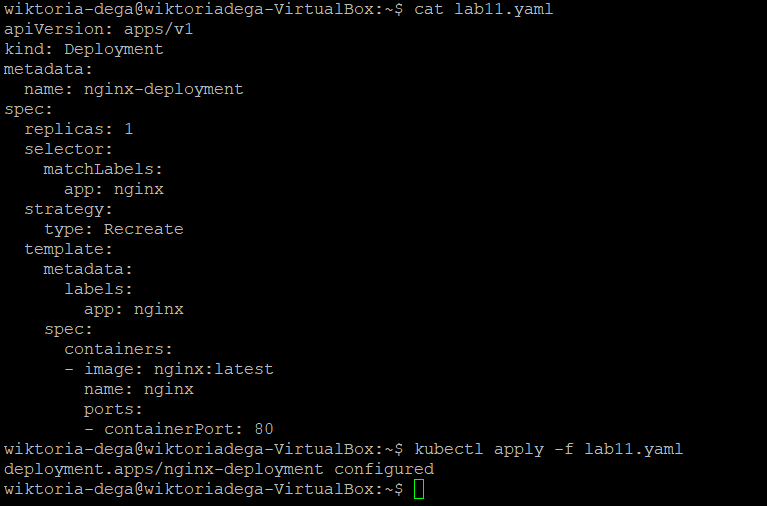 wiktoria-dega@wiktoriadega-VirtualBox:~$ cat lab11.yaml
apiVersion: apps/v1
kind: Deployment
metadata:
  name: nginx-deployment
spec:
  replicas: 1
  selector:
    matchLabels:
      app: nginx
  strategy:
    type: Recreate
  template:
    metadata:
      labels:
        app: nginx
    spec:
      containers:
      - image: nginx:latest
        name: nginx
        ports:
        - containerPort: 80
wiktoria-dega@wiktoriadega-VirtualBox:~$ kubectl apply -f lab11.yaml
deployment.apps/nginx-deployment configured
wiktoria-dega@wiktoriadega-VirtualBox:~$